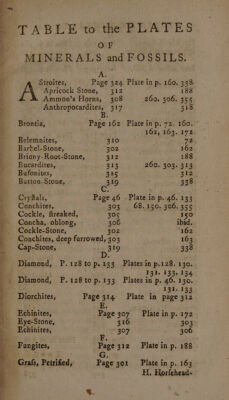 TABLE to the PLATES
OF
MINERALS and FOSSILS.
A.
AStroites, Page 324 Plate in p. 160. 358
Apricock Stone, 312 188
Ammon's Horns, 308 260. 306. 355
Anthropocardites, 317 318
B.
Brontia, Page 162 Plate in p. 72. 160.
162, 163. 172.
Belemnites, 310 72
Barbel-Stone, 302 162
Briony-Root-Stone, 312 188
Bucardites, 313 260. 303. 313
Bufonites, 315 312
Button-Stone, 319 338
C.
Crystals, Page 46 Plate in p. 46. 133
Conchites, 303 68. 150. 306. 355
Cockle, streaked, 305 150
Concha, oblong, 306 ibid.
Cockle-Stone, 302 162
Conchites, deep furrowed, 303 163
Cap-Stone, 319 338
D.
Diamond, P. 128 to p. 133 Plates in p. 128. 130.
131. 133. 134
Diamond, P. 128 to p. 133 Plates in p. 46. 130.
131. 133
Diorchites, Page 314 Plate in page 312
E.
Echinites, Page 307 Plate in p. 172
Eye-Stone, 316 303
Echinites, 307 306
F.
Fungites, Page 312 Plate in p. 188
G.
Grass, Petrified, Page 301 Plate in p. 163
H. Horsehead-